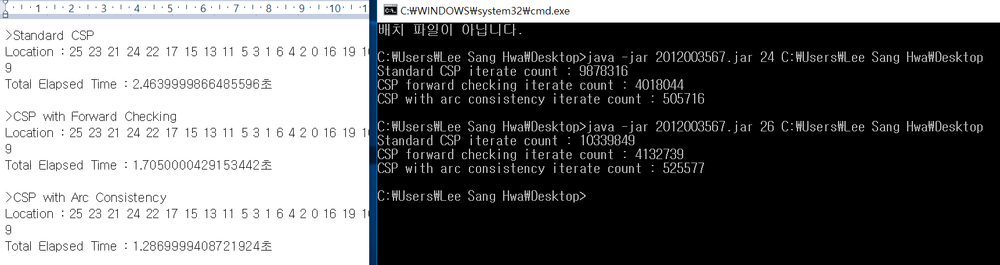 1 2 3 4 5 6 7 8 9 10
>Standard CSP
Location : 25 23 21 24 22 17 15 13 11 5 3 1 6 4 2 0 16 19
9
Total Elapsed Time : 2.4639999866485596초
>CSP with Forward Checking
Location : 25 23 21 24 22 17 15 13 11 5 3 1 6 4 2 0 16 19
9
Total Elapsed Time : 1.7050000429153442초
>CSP with Arc Consistency
Location : 25 23 21 24 22 17 15 13 11 5 3 1 6 4 2 0 16 19
9
Total Elapsed Time : 1.2869999408721924초
C:₩WINDOWS₩system32₩cmd.exe
배치 파일이 아닙니다.
C:₩Users₩Lee Sang Hwa₩Desktop>java -jar 2012003567.jar 24 C:₩Users₩Lee Sang Hwa₩Desktop
Standard CSP iterate count : 9878316
CSP forward checking iterate count : 4018044
CSP with arc consistency iterate count : 505716
C:₩Users₩Lee Sang Hwa₩Desktop>java -jar 2012003567.jar 26 C:₩Users₩Lee Sang Hwa₩Desktop
Standard CSP iterate count : 10339849
CSP forward checking iterate count : 4132739
CSP with arc consistency iterate count : 525577
C:₩Users₩Lee Sang Hwa₩Desktop>